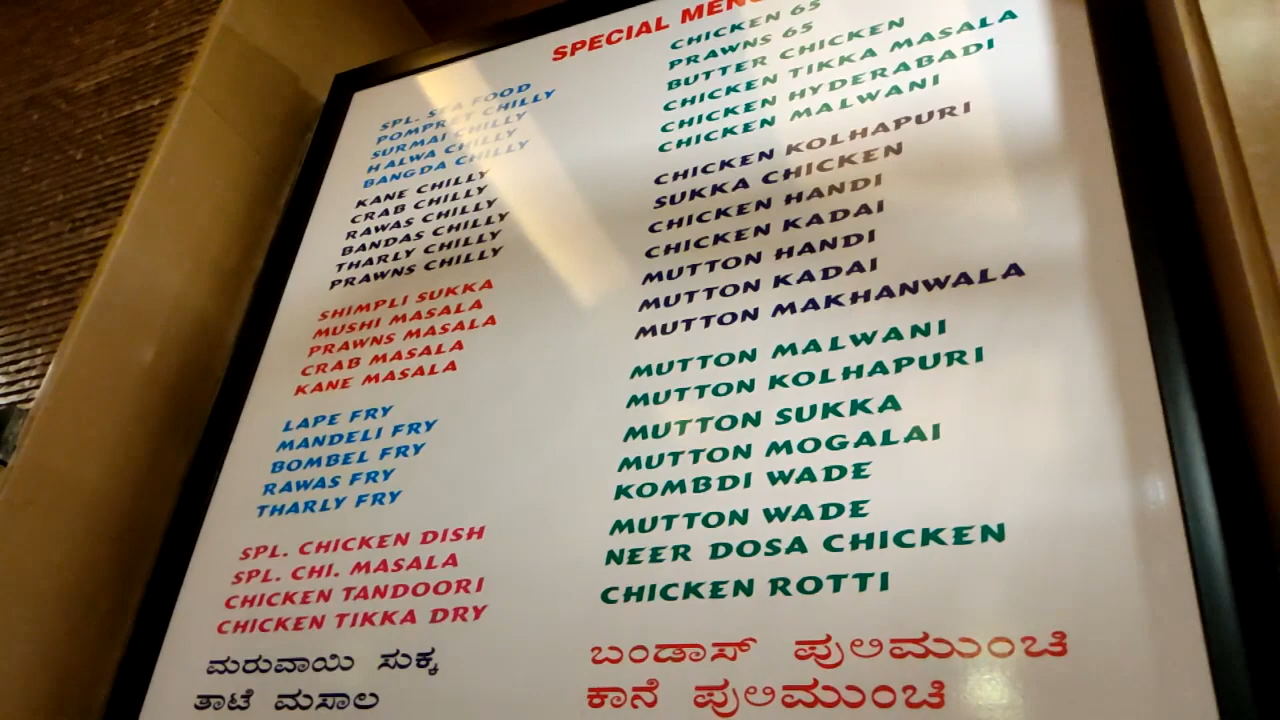 SPECIAL MENU
SPL. SEA FOOD
POMPRET CHILLY
SURMAI CHILLY
HALWA CHILLY
BANGDA CHILLY
KANE CHILLY
CRAB CHILLY
RAWAS CHILLY
BANDAS CHILLY
THARLY CHILLY
PRAWNS CHILLY
SHIMPLI SUKKA
MUSHI MASALA
PRAWNS MASALA
CRAB MASALA
KANE MASALA
LAPE FRY
MANDELI FRY
BOMBEL FRY
RAWAS FRY
THARLY FRY
SPL. CHICKEN DISH
SPL. CHI. MASALA
CHICKEN TANDOORI
CHICKEN TIKKA DRY
ಮರುವಾಯಿ ಸುಕ್ಕ
ತಾಟೆ ಮಸಾಲ
CHICKEN 65
PRAWNS 65
BUTTER CHICKEN
CHICKEN TIKKA MASALA
CHICKEN HYDERABADI
CHICKEN MALWANI
CHICKEN KOLHAPURI
SUKKA CHICKEN
CHICKEN HANDI
CHICKEN KADAI
MUTTON HANDI
MUTTON KADAI
MUTTON MAKHANWALA
MUTTON MALWANI
MUTTON KOLHAPURI
MUTTON SUKKA
MUTTON MOGALAI
KOMBDI WADE
MUTTON WADE
NEER DOSA CHICKEN
CHICKEN ROTTI
ಬಂಡಾಸ್ ಪುಲಿಮುಂಚಿ
ಕಾನೆ ಪುಲಿಮುಂಚಿ